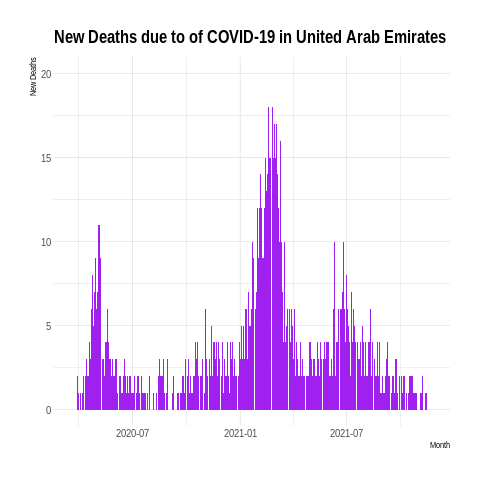 New Deaths due to of COVID-19 in United Arab Emirates
New Deaths
20
15
10
5
0
2020-07
2021-01
2021-07
Month